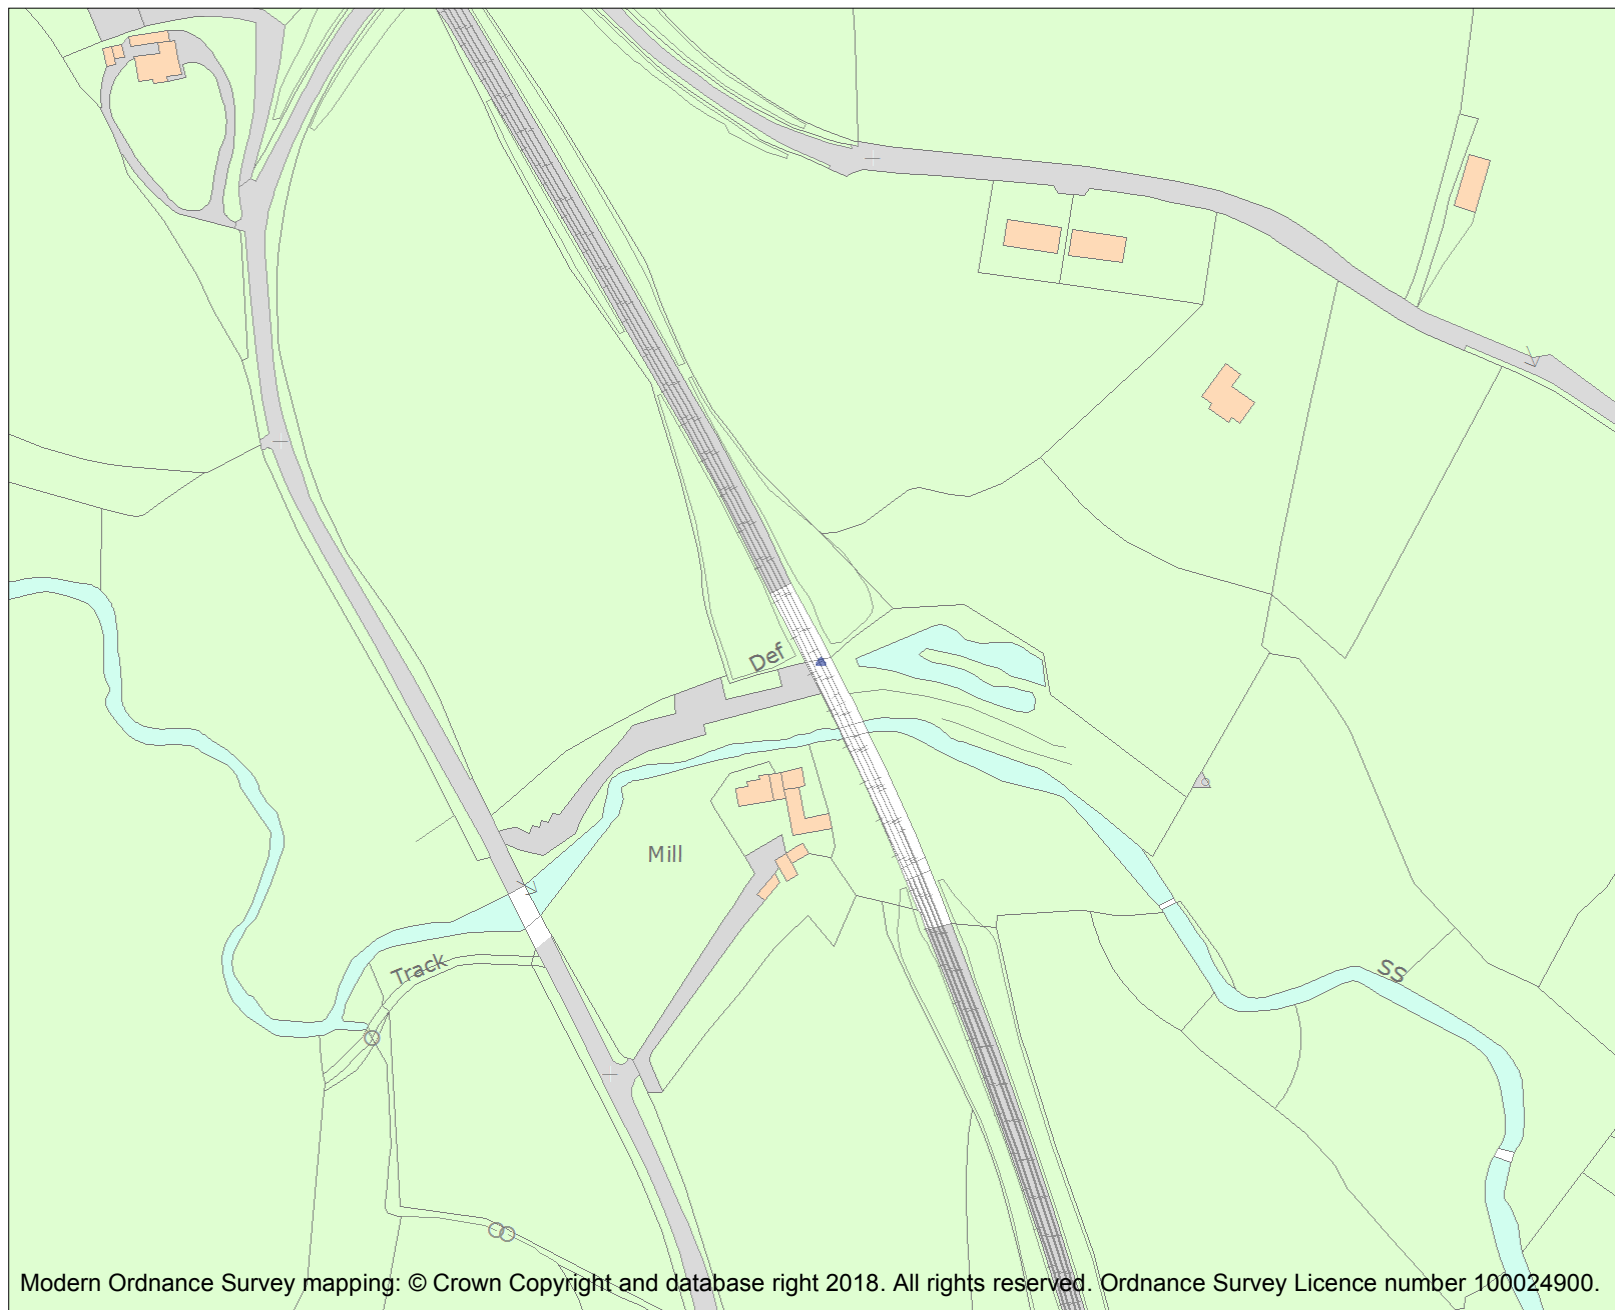 Def
Mill
Track
SS
Modern Ordnance Survey mapping: © Crown Copyright and database right 2018. All rights reserved. Ordnance Survey Licence number 100024900.